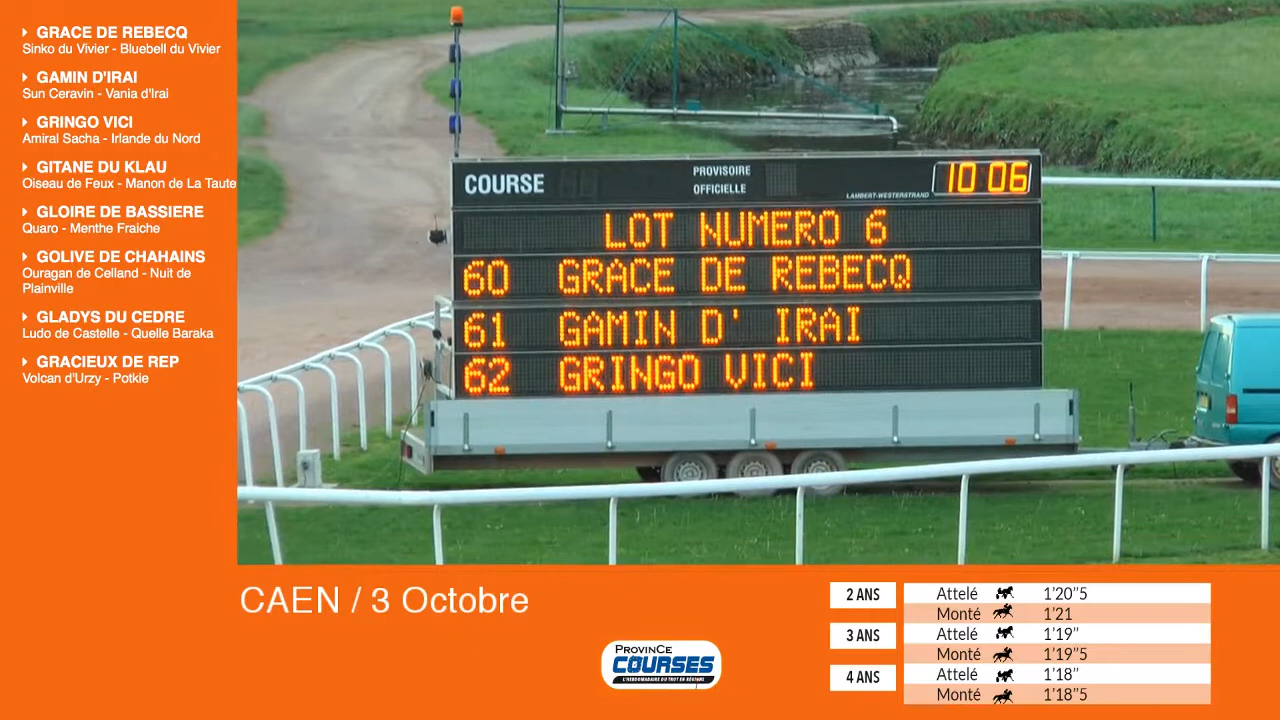 GRACE DE REBECQ
Sinko du Vivier - Bluebell du Vivier
GAMIN D'IRAI
Sun Ceravin - Vania d'Irai
GRINGO VICI
Amiral Sacha - Irlande du Nord
GITANE DU KLAU
Oiseau de Feux - Manon de La Taute
GLOIRE DE BASSIERE
Quaro - Menthe Fraiche
GOLIVE DE CHAHAINS
Ouragan de Celland - Nuit de
Plainville
GLADYS DU CEDRE
Ludo de Castelle - Quelle Baraka
GRACIEUX DE REP
Volcan d'Urzy - Potkie
COURSE
PROVISOIRE
OFFICIELLE
LAMBERT-WESTERSTRAND
10 06
LOT NUMERO 6
60 GRACE DE REBECQ
61 GAMIN D' IRAI
62 GRINGO VICI
CAEN / 3 Octobre
PROVINCE
COURSES
L'HEBDOMADAIRE DU TROT EN RÉGIONS
2 ANS
Attelé 1'20''5
Monté 1'21
3 ANS
Attelé 1'19''
Monté 1'19''5
4 ANS
Attelé 1'18''
Monté 1'18''5